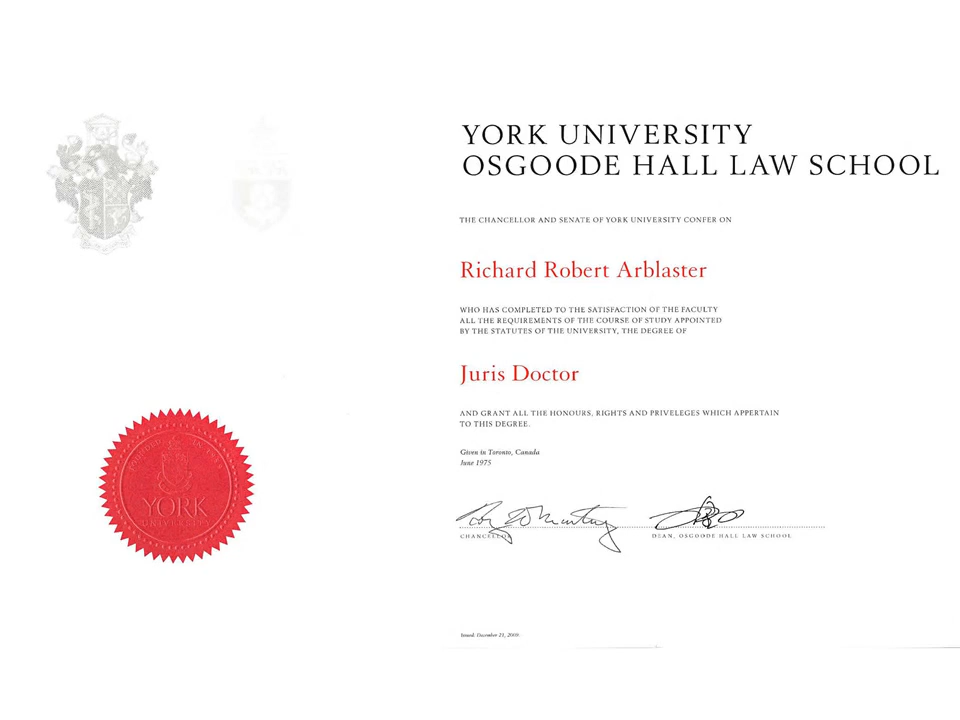 YORK UNIVERSITY
OSGOODE HALL LAW SCHOOL
THE CHANCELLOR AND SENATE OF YORK UNIVERSITY CONFER ON
Richard Robert Arblaster
WHO HAS COMPLETED TO THE SATISFACTION OF THE FACULTY
ALL THE REQUIREMENTS OF THE COURSE OF STUDY APPOINTED
BY THE STATUTES OF THE UNIVERSITY, THE DEGREE OF
Juris Doctor
AND GRANT ALL THE HONOURS, RIGHTS AND PRIVELEGES WHICH APPERTAIN
TO THIS DEGREE.
Given in Toronto, Canada
June 1975
CHANCELLOR
DEAN, OSGOODE HALL LAW SCHOOL
Issued: December 21, 2009
FOUNDED IN
YORK
UNIVERSITY